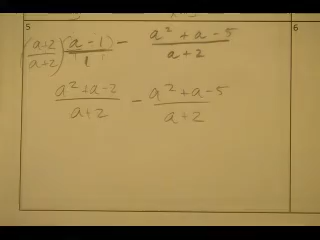 5
6
((a+2)/(a+2)) ((a-1)/1) - (a² + a - 5)/(a+2)
(a² + a - 2)/(a+2) - (a² + a - 5)/(a+2)